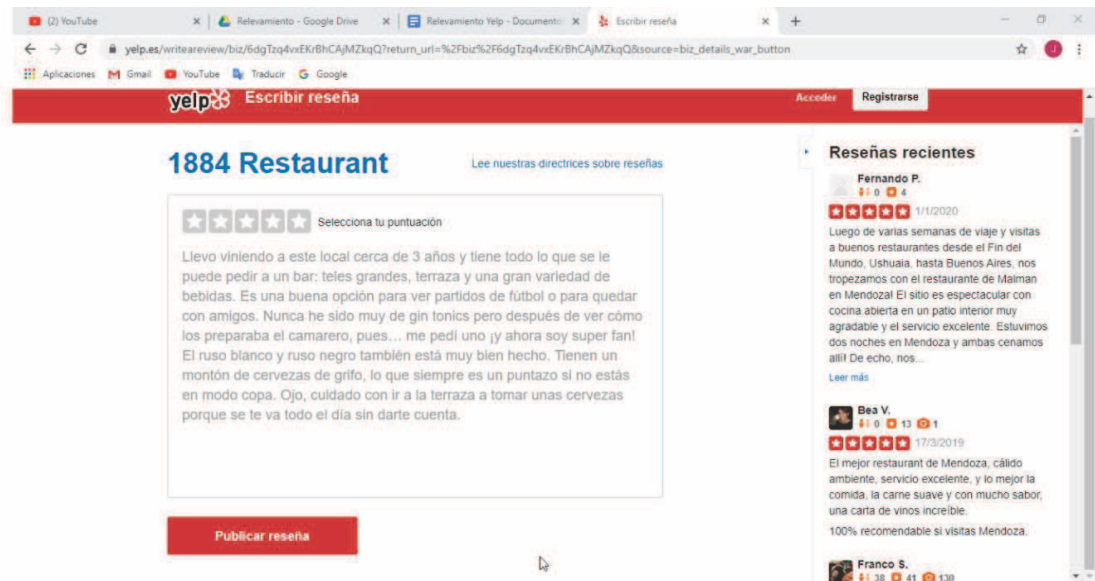 (2) YouTube
Relevamiento - Google Drive
Relevamiento Yelp - Documento
Escribir reseña
yelp.es/writeareview/biz/6dgTzq4vxEKrBhCAjMZkqQ?return_url=%2Fbiz%2F6dgTzq4vxEKrBhCAjMZkqQ&source=biz_details_war_button
J
Aplicaciones Gmail YouTube Traducir Google
yelp Escribir reseña
Acceder Registrarse
1884 Restaurant
Lee nuestras directrices sobre reseñas
Selecciona tu puntuación
Llevo viniendo a este local cerca de 3 años y tiene todo lo que se le
puede pedir a un bar: teles grandes, terraza y una gran variedad de
bebidas. Es una buena opción para ver partidos de fútbol o para quedar
con amigos. Nunca he sido muy de gin tonics pero después de ver cómo
los preparaba el camarero, pues... me pedí uno ¡y ahora soy super fan!
El ruso blanco y ruso negro también está muy bien hecho. Tienen un
montón de cervezas de grifo, lo que siempre es un puntazo si no estás
en modo copa. Ojo, cuidado con ir a la terraza a tomar unas cervezas
porque se te va todo el día sin darte cuenta.
Publicar reseña
Reseñas recientes
Fernando P.
0 4
1/1/2020
Luego de varias semanas de viaje y visitas
a buenos restaurantes desde el Fin del
Mundo, Ushuaia, hasta Buenos Aires, nos
tropezamos con el restaurante de Malman
en Mendoza! El sitio es espectacular con
cocina abierta en un patio interior muy
agradable y el servicio excelente. Estuvimos
dos noches en Mendoza y ambas cenamos
allí! De echo, nos...
Leer más
Bea V.
0 13 1
17/3/2019
El mejor restaurant de Mendoza, cálido
ambiente, servicio excelente, y lo mejor la
comida, la carne suave y con mucho sabor,
una carta de vinos increíble.
100% recomendable si visitas Mendoza.
Franco S.
38 41 130